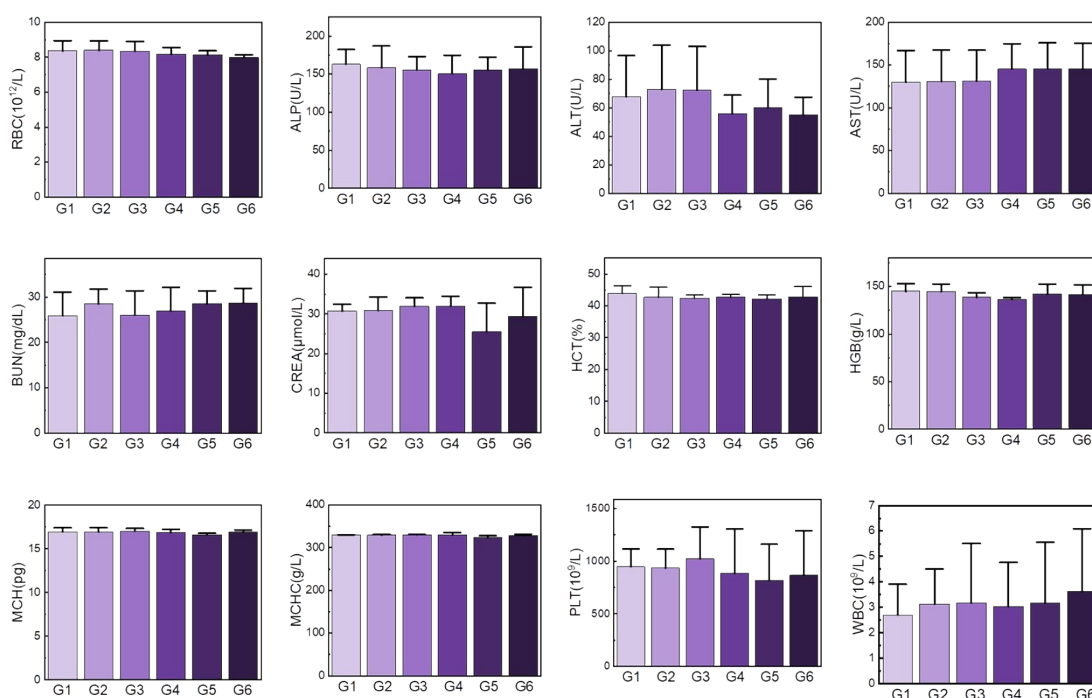 RBC(10¹²/L)
10
8
6
4
2
0
G1 G2 G3 G4 G5 G6
ALP(U/L)
200
150
100
50
0
G1 G2 G3 G4 G5 G6
ALT(U/L)
120
100
80
60
40
20
0
G1 G2 G3 G4 G5 G6
AST(U/L)
200
150
100
50
0
G1 G2 G3 G4 G5 G6
BUN(mg/dL)
30
20
10
0
G1 G2 G3 G4 G5 G6
CREA(μmol/L)
40
30
20
10
0
G1 G2 G3 G4 G5 G6
HCT(%)
50
40
30
20
10
0
G1 G2 G3 G4 G5 G6
HGB(g/L)
150
100
50
0
G1 G2 G3 G4 G5 G6
MCH(pg)
20
15
10
5
0
G1 G2 G3 G4 G5 G6
MCHC(g/L)
400
300
200
100
0
G1 G2 G3 G4 G5 G6
PLT(10⁹/L)
1500
1000
500
0
G1 G2 G3 G4 G5 G6
WBC(10⁹/L)
7
6
5
4
3
2
1
0
G1 G2 G3 G4 G5 G6